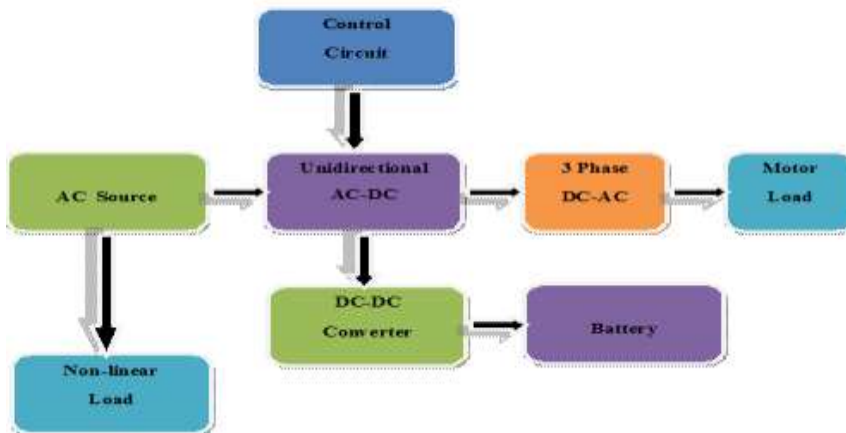 Control
Circuit
AC Source
Unidirectional
AC-DC
3 Phase
DC-AC
Motor
Load
DC-DC
Converter
Battery
Non-linear
Load